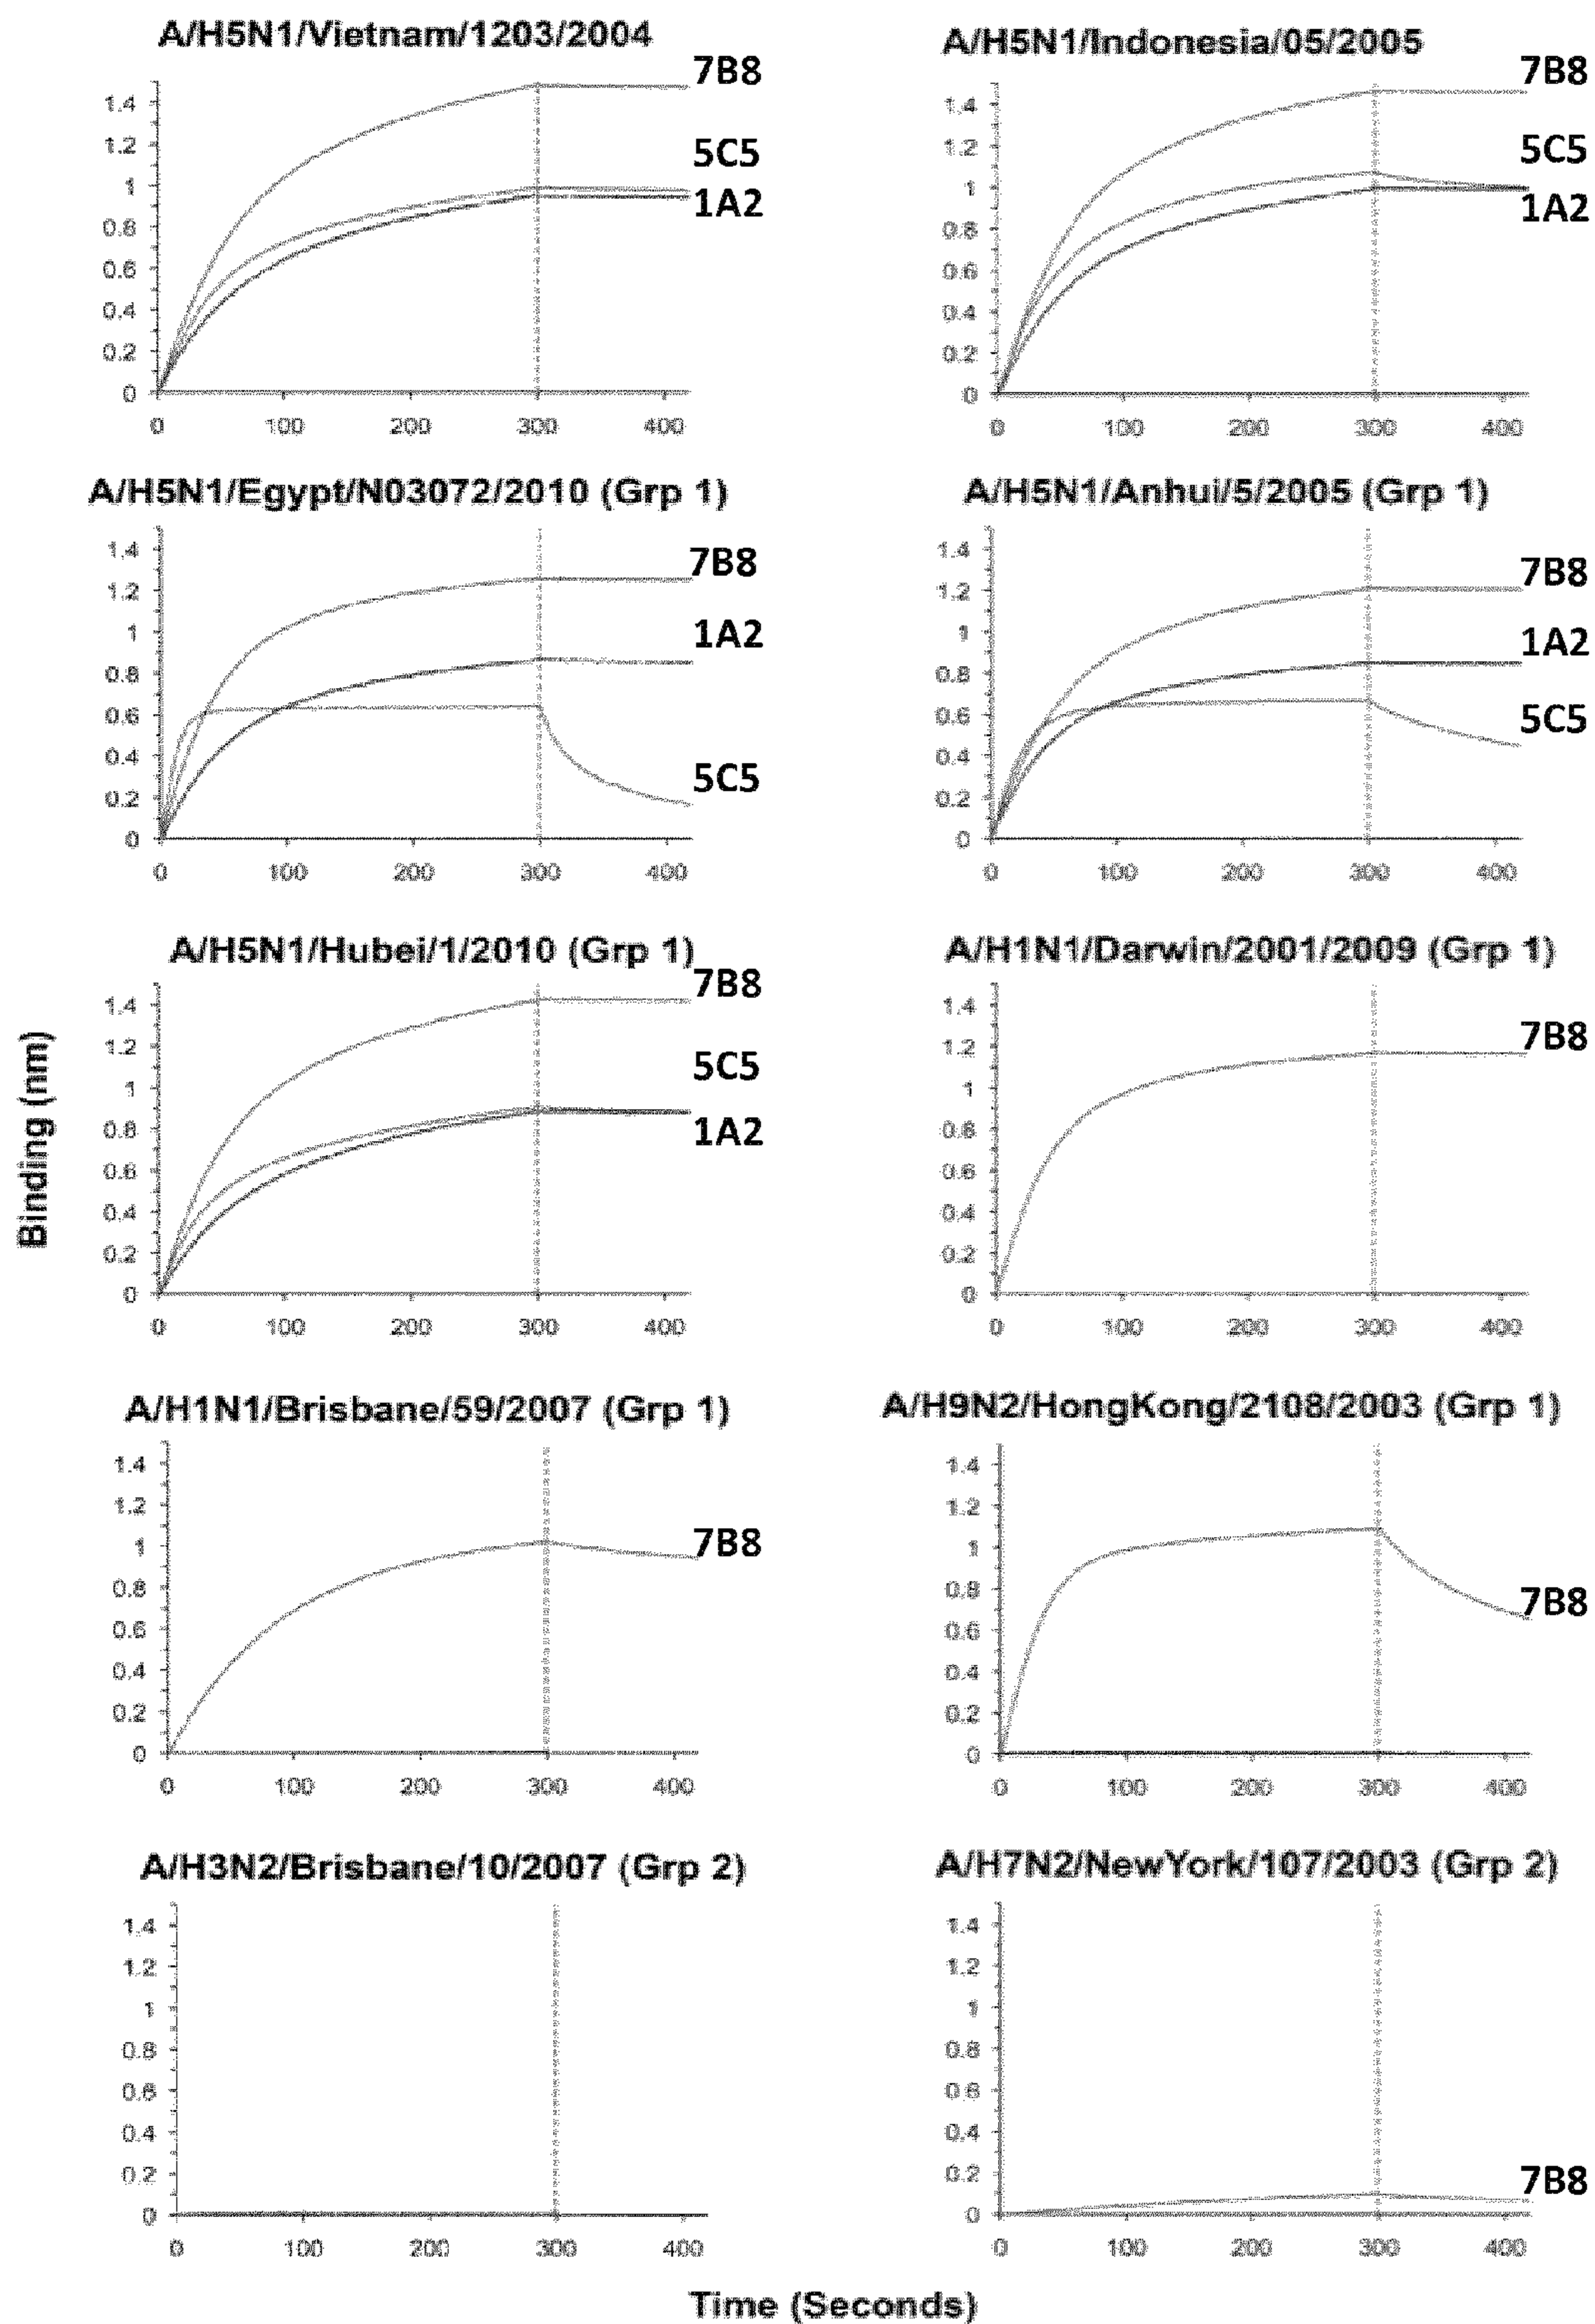 A/H5N1/Vietnam/1203/2004
1.4
1.2
1
0.8
0.6
0.4
0.2
0
0 100 200 300 400
7B8
5C5
1A2
A/H5N1/Indonesia/05/2005
1.4
1.2
1
0.8
0.6
0.4
0.2
0
0 100 200 300 400
7B8
5C5
1A2
A/H5N1/Egypt/N03072/2010 (Grp 1)
1.4
1.2
1
0.8
0.6
0.4
0.2
0
0 100 200 300 400
7B8
1A2
5C5
A/H5N1/Anhui/5/2005 (Grp 1)
1.4
1.2
1
0.8
0.6
0.4
0.2
0
0 100 200 300 400
7B8
1A2
5C5
A/H5N1/Hubei/1/2010 (Grp 1)
1.4
1.2
1
0.8
0.6
0.4
0.2
0
0 100 200 300 400
7B8
5C5
1A2
A/H1N1/Darwin/2001/2009 (Grp 1)
1.4
1.2
1
0.8
0.6
0.4
0.2
0
0 100 200 300 400
7B8
Binding (nm)
A/H1N1/Brisbane/59/2007 (Grp 1)
1.4
1.2
1
0.8
0.6
0.4
0.2
0
0 100 200 300 400
7B8
A/H9N2/HongKong/2108/2003 (Grp 1)
1.4
1.2
1
0.8
0.6
0.4
0.2
0
0 100 200 300 400
7B8
A/H3N2/Brisbane/10/2007 (Grp 2)
1.4
1.2
1
0.8
0.6
0.4
0.2
0
0 100 200 300 400
A/H7N2/NewYork/107/2003 (Grp 2)
1.4
1.2
1
0.8
0.6
0.4
0.2
0
0 100 200 300 400
7B8
Time (Seconds)